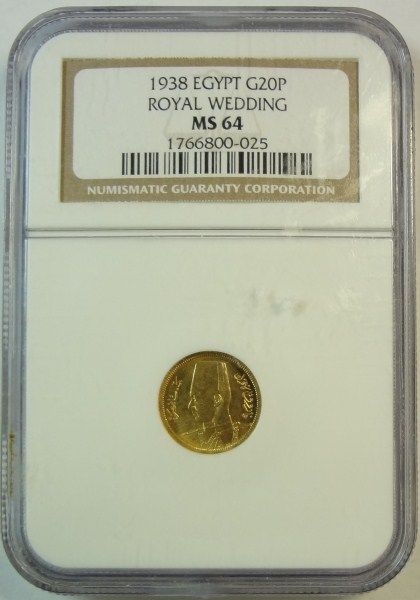 1938 EGYPT G20P
ROYAL WEDDING
MS 64
1766800-025
NUMISMATIC GUARANTY CORPORATION